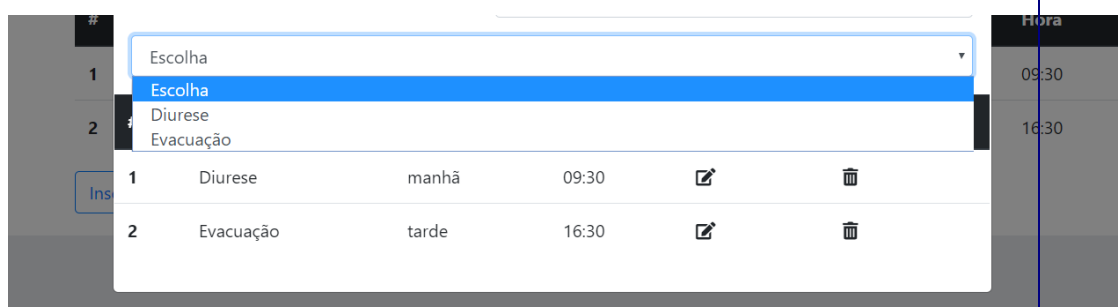 # Hora
Escolha
1 Escolha 09:30
Diurese
2 # Evacuação 16:30
1 Diurese manhã 09:30
Ins
2 Evacuação tarde 16:30